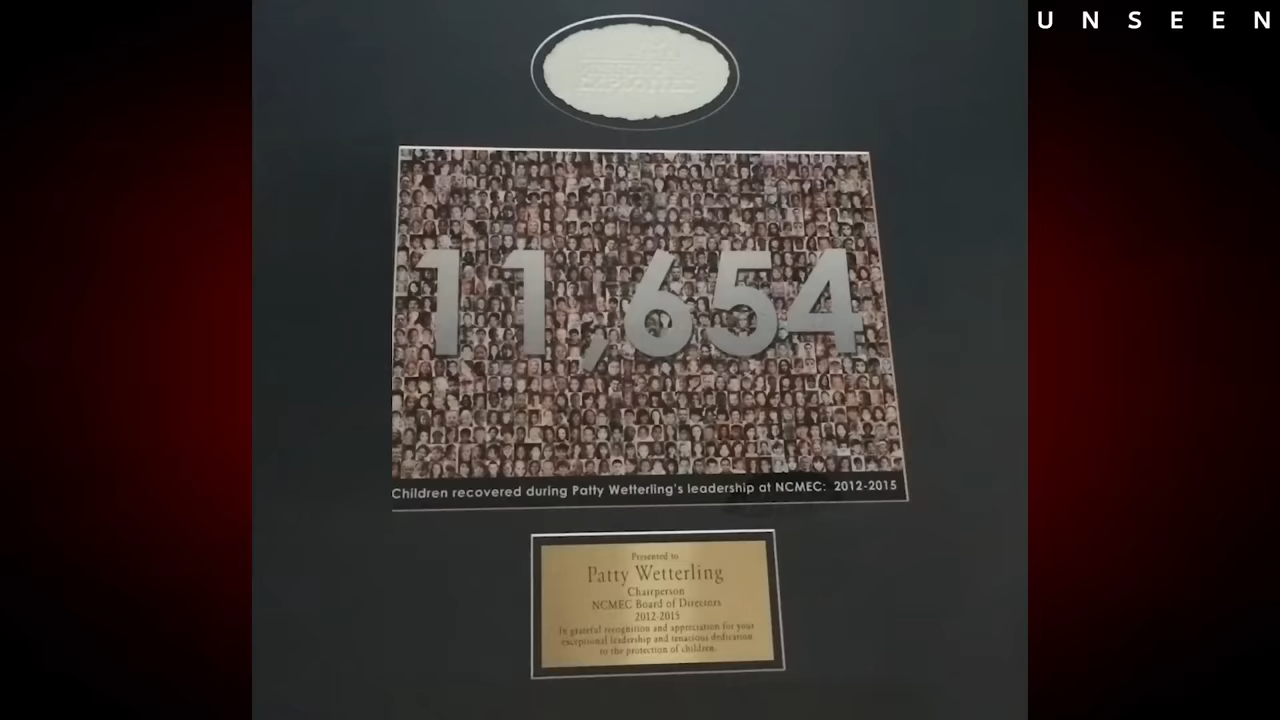 UNSEEN
EXPLOITED
11,654
Children recovered during Patty Wetterling's leadership at NCMEC: 2012-2015
Presented to
Patty Wetterling
Chairperson
NCMEC Board of Directors
2012-2015
In grateful recognition and appreciation for your
exceptional leadership and tenacious dedication
to the protection of children.